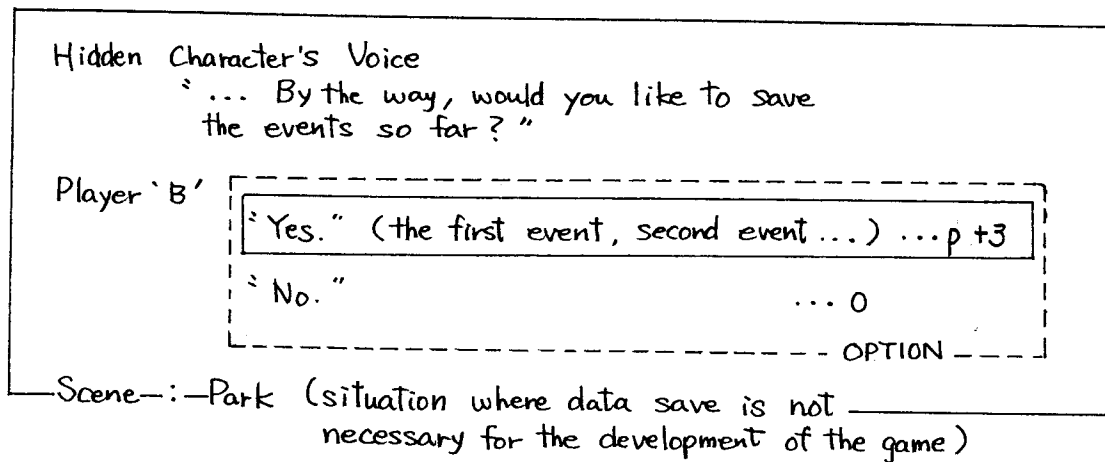 Hidden Character's Voice
"... By the way, would you like to save
the events so far?"
Player 'B'
"Yes." (the first event, second event ...) ...p +3
"No." ... 0
OPTION
Scene : Park (situation where data save is not
necessary for the development of the game)